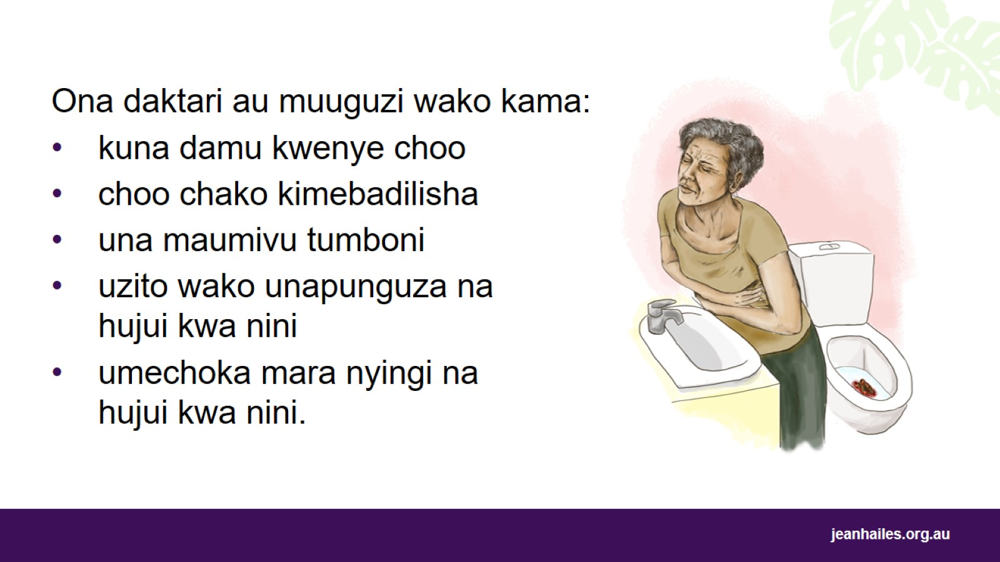 Ona daktari au muuguzi wako kama:
• kuna damu kwenye choo
• choo chako kimebadilisha
• una maumivu tumboni
• uzito wako unapunguza na
hujui kwa nini
• umechoka mara nyingi na
hujui kwa nini.
jeanhailes.org.au